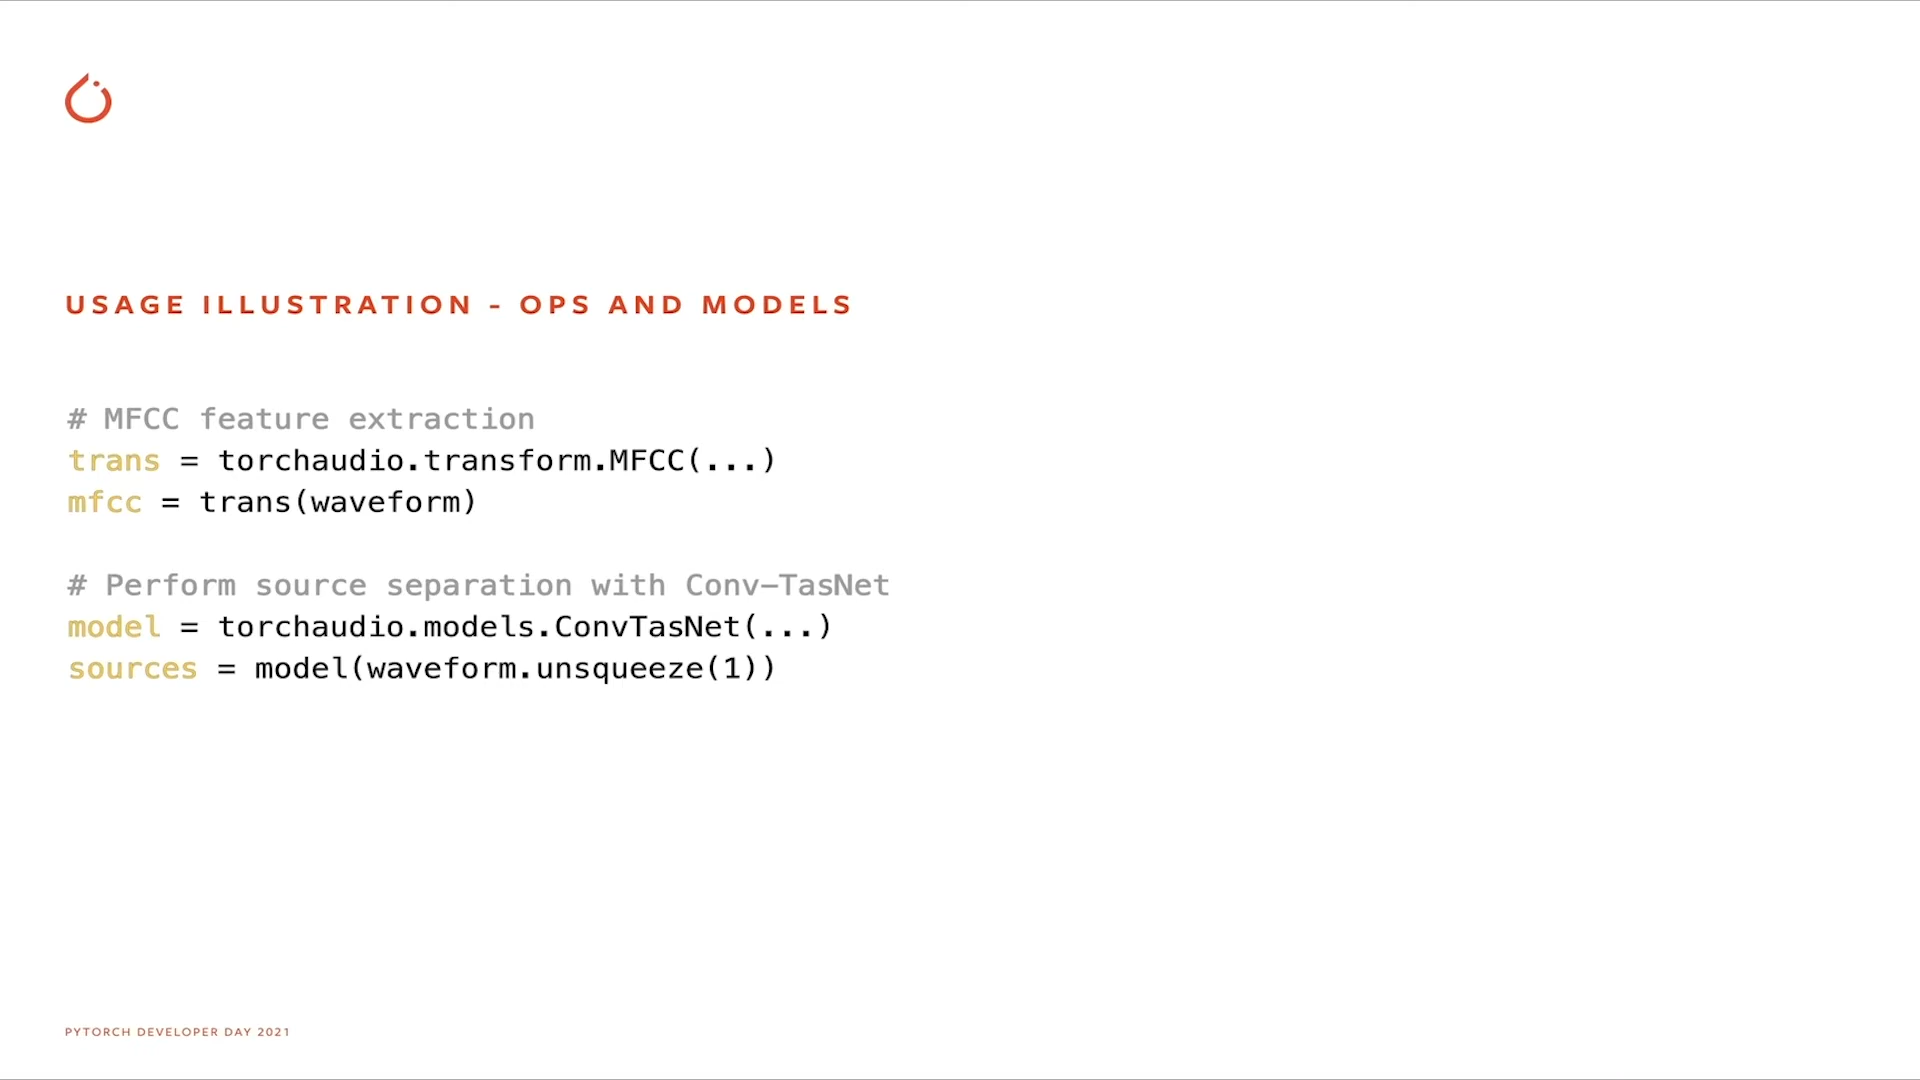 USAGE ILLUSTRATION - OPS AND MODELS
# MFCC feature extraction
trans = torchaudio.transform.MFCC(...)
mfcc = trans(waveform)
# Perform source separation with Conv–TasNet
model = torchaudio.models.ConvTasNet(...)
sources = model(waveform.unsqueeze(1))
PYTORCH DEVELOPER DAY 2021